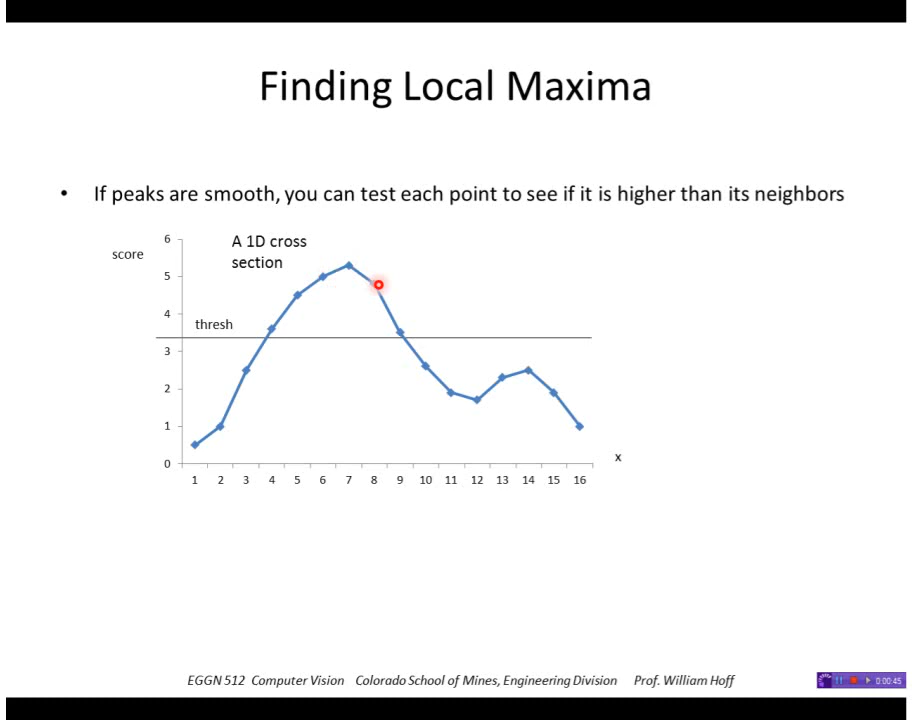 Finding Local Maxima
• If peaks are smooth, you can test each point to see if it is higher than its neighbors
score
A 1D cross
section
thresh
6
5
4
3
2
1
0
1 2 3 4 5 6 7 8 9 10 11 12 13 14 15 16
x
EGGN 512 Computer Vision Colorado School of Mines, Engineering Division Prof. William Hoff
0:00:45